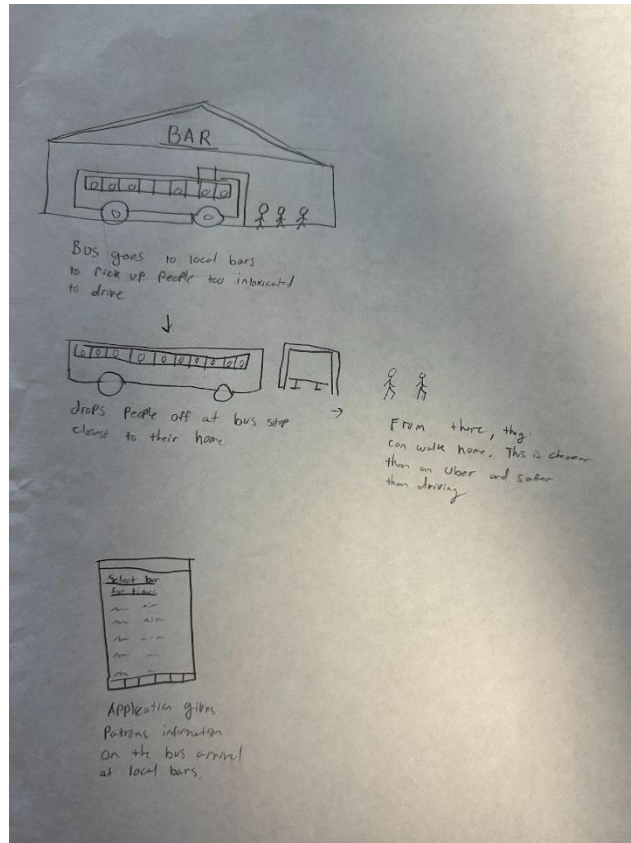 BAR
Bus goes to local bars
to pick up people too intoxicated
to drive
drops people off at bus stop
closest to their home
From there, they
can walk home. This is cheaper
than an Uber and safer
than driving
Select bar
for times
Application gives
Patrons information
on the bus arrival
at local bars.